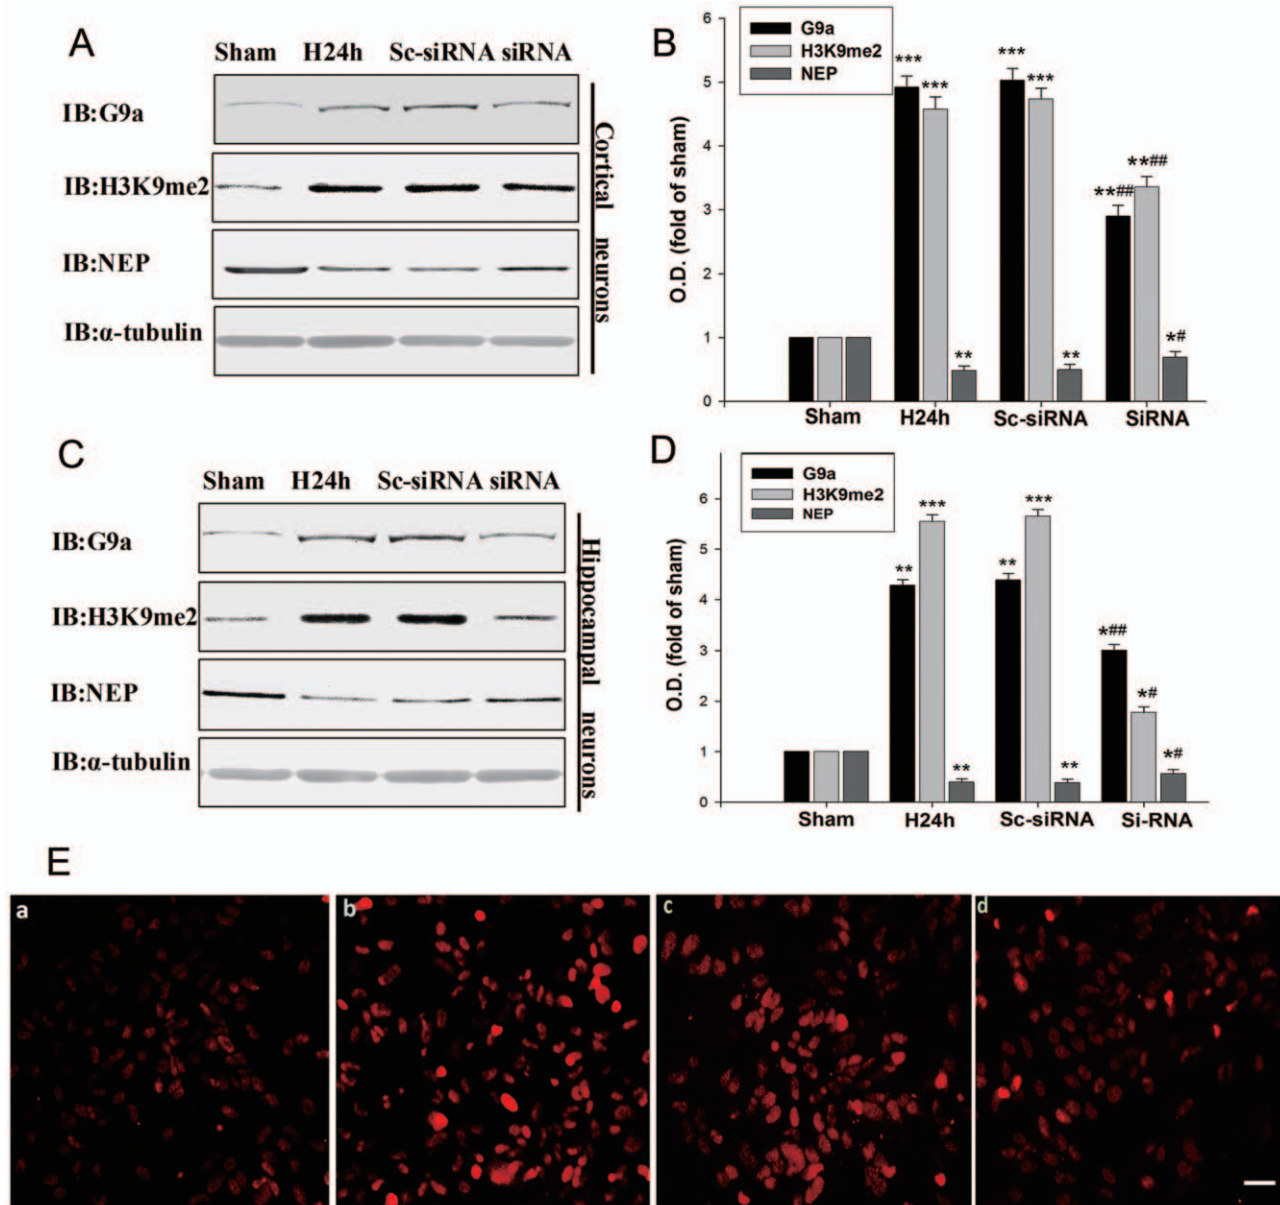 A
Sham H24h Sc-siRNA siRNA
IB:G9a
IB:H3K9me2
IB:NEP
IB:α-tubulin
Cortical neurons
B
G9a
H3K9me2
NEP
O.D. (fold of sham)
6
5
4
3
2
1
0
*** ***
**
*** ***
**
**## **##
*#
Sham H24h Sc-siRNA SiRNA
C
Sham H24h Sc-siRNA siRNA
IB:G9a
IB:H3K9me2
IB:NEP
IB:α-tubulin
Hippocampal neurons
D
G9a
H3K9me2
NEP
O.D. (fold of sham)
6
5
4
3
2
1
0
** ***
**
** ***
**
*## *#
*#
Sham H24h Sc-siRNA Si-RNA
E
a b c d